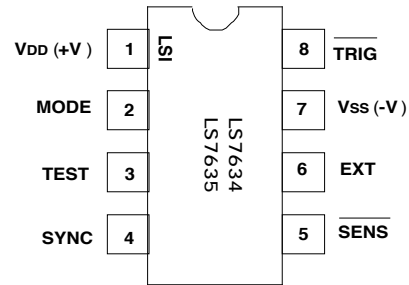 VDD (+V )
1
LSI
8
TRIG
MODE
2
7
VSS (-V )
LS7634
LS7635
TEST
3
6
EXT
SYNC
4
5
SENS